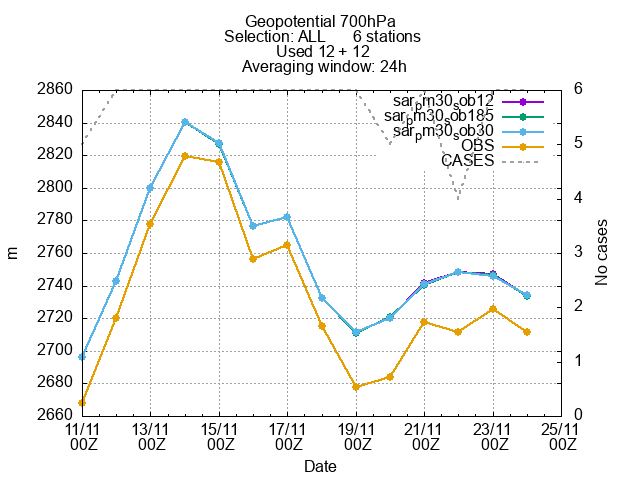 Geopotential 700hPa
Selection: ALL 6 stations
Used 12 + 12
Averaging window: 24h
2860 6
sar_pm30_sob12
sar_pm30_sob185
sar_pm30_sob30
OBS
CASES
2840
2820 5
2800
2780 4
2760 3
2740
2720 2
2700
2680 1
2660 0
m
No cases
11/11 13/11 15/11 17/11 19/11 21/11 23/11 25/11
00Z 00Z 00Z 00Z 00Z 00Z 00Z 00Z
Date